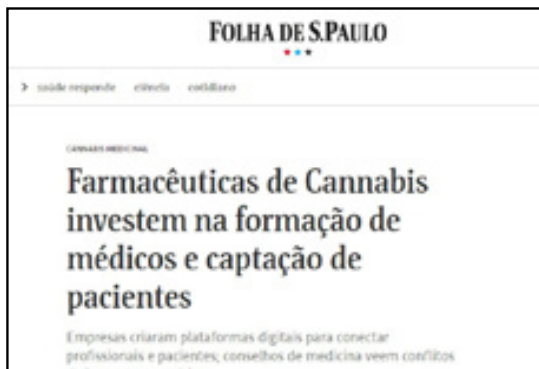 FOLHA DE S.PAULO
saúde responde ciência cotidiano
CANNABIS MEDICINAL
Farmacêuticas de Cannabis
investem na formação de
médicos e captação de
pacientes
Empresas criaram plataformas digitais para conectar
profissionais e pacientes; conselhos de medicina veem conflitos